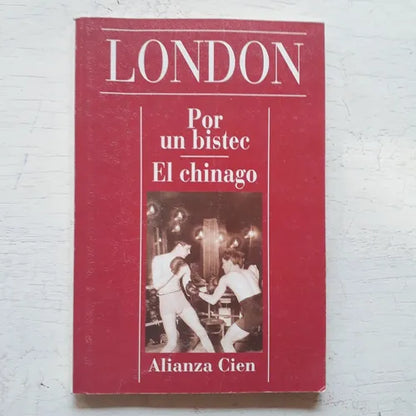 LONDON
Por
un bistec
El chinago
Alianza Cien